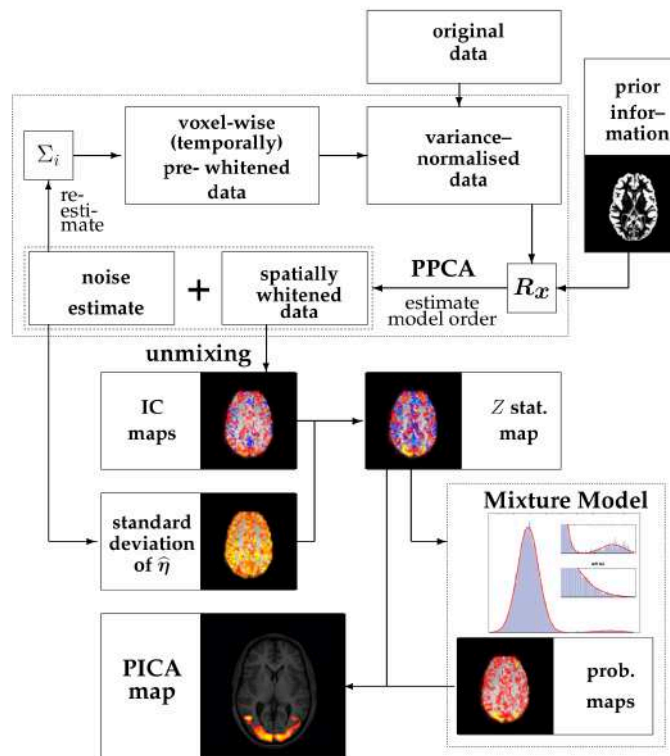 original
data
prior
infor–
mation
voxel-wise
(temporally)
pre- whitened
data
variance–
normalised
data
Σi
re-
esti-
mate
noise
estimate
+
spatially
whitened
data
PPCA
estimate
model order
Rx
unmixing
IC
maps
Z stat.
map
standard
deviation
of η̂
Mixture Model
PICA
map
prob.
maps